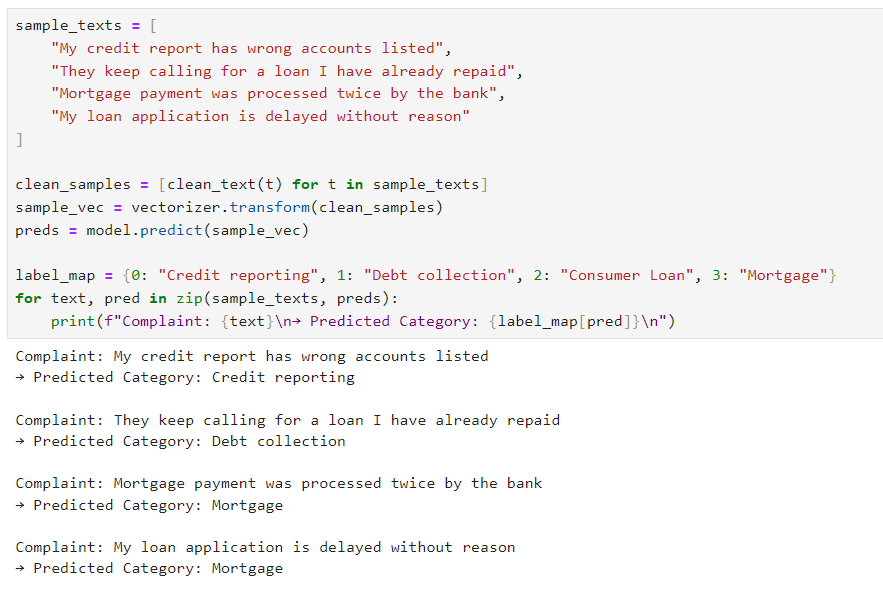 sample_texts = [
    "My credit report has wrong accounts listed",
    "They keep calling for a loan I have already repaid",
    "Mortgage payment was processed twice by the bank",
    "My loan application is delayed without reason"
]

clean_samples = [clean_text(t) for t in sample_texts]
sample_vec = vectorizer.transform(clean_samples)
preds = model.predict(sample_vec)

label_map = {0: "Credit reporting", 1: "Debt collection", 2: "Consumer Loan", 3: "Mortgage"}
for text, pred in zip(sample_texts, preds):
    print(f"Complaint: {text}\n→ Predicted Category: {label_map[pred]}\n")

Complaint: My credit report has wrong accounts listed
→ Predicted Category: Credit reporting

Complaint: They keep calling for a loan I have already repaid
→ Predicted Category: Debt collection

Complaint: Mortgage payment was processed twice by the bank
→ Predicted Category: Mortgage

Complaint: My loan application is delayed without reason
→ Predicted Category: Mortgage